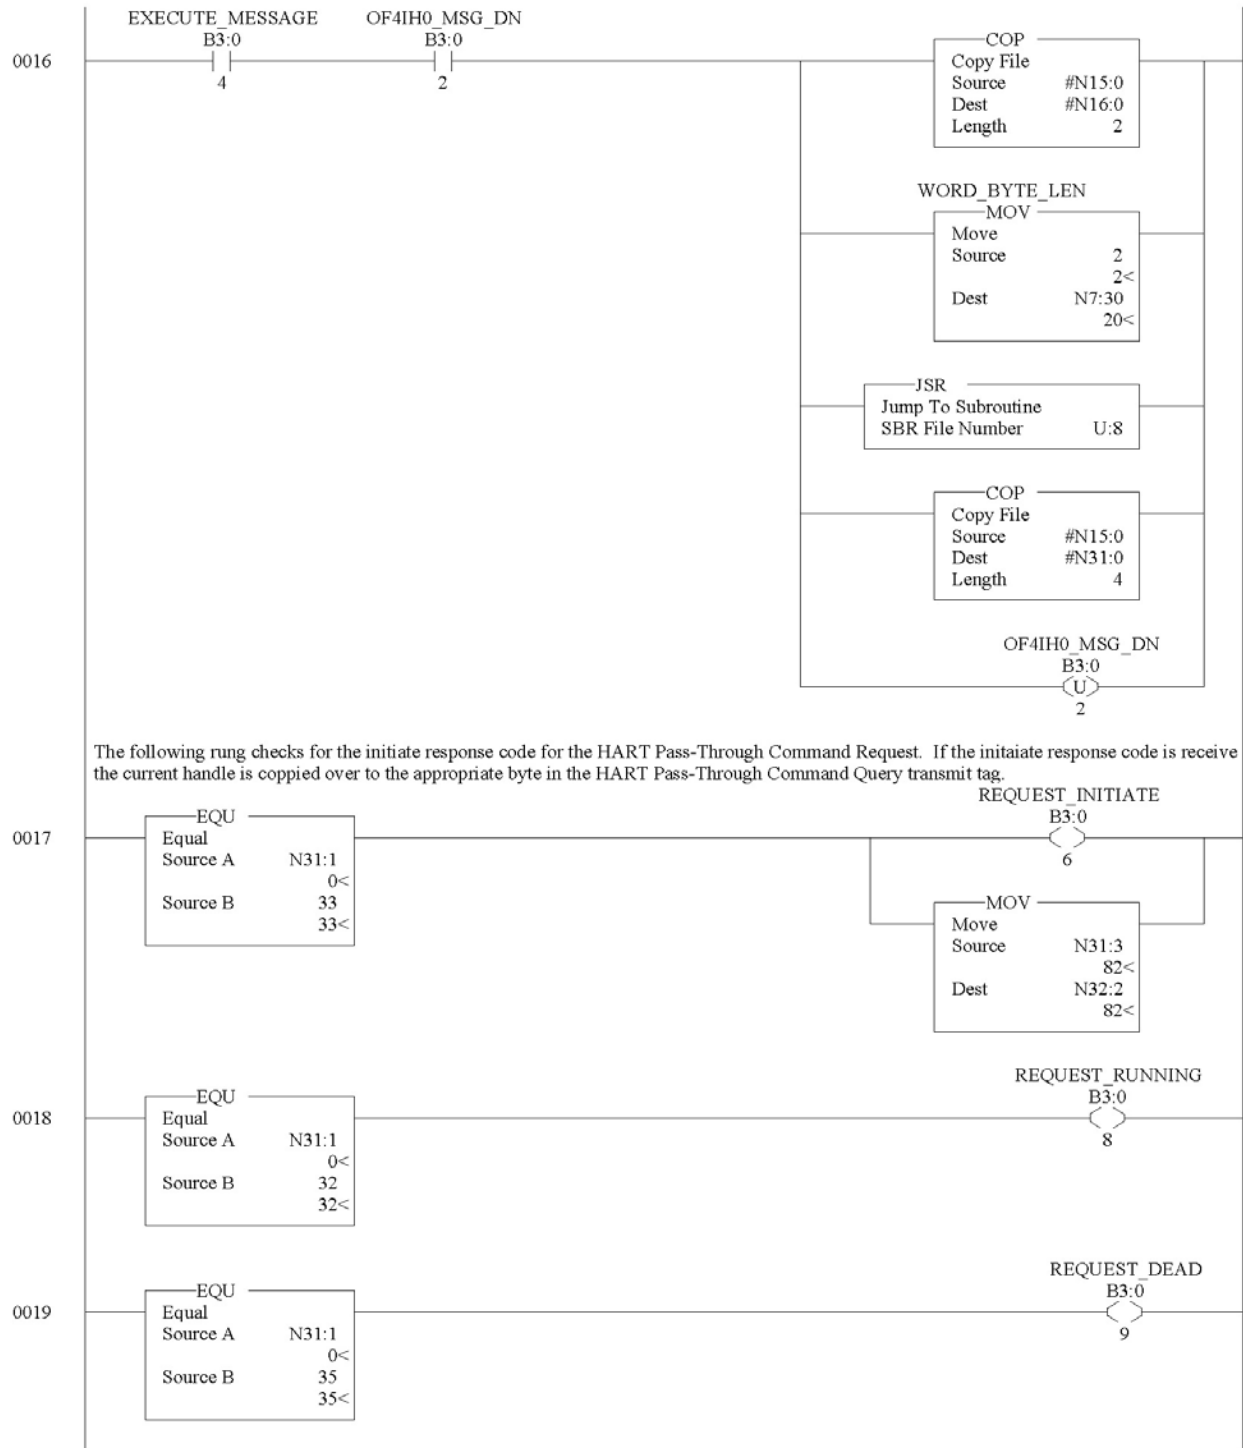 EXECUTE_MESSAGE OF4IH0_MSG_DN
B3:0 B3:0
0016
4 2
COP
Copy File
Source #N15:0
Dest #N16:0
Length 2
WORD_BYTE_LEN
MOV
Move
Source 2
2<
Dest N7:30
20<
JSR
Jump To Subroutine
SBR File Number U:8
COP
Copy File
Source #N15:0
Dest #N31:0
Length 4
OF4IH0_MSG_DN
B3:0
U
2
The following rung checks for the initiate response code for the HART Pass-Through Command Request. If the initaiate response code is receive
the current handle is coppied over to the appropriate byte in the HART Pass-Through Command Query transmit tag.
REQUEST_INITIATE
B3:0
6
0017
EQU
Equal
Source A N31:1
0<
Source B 33
33<
MOV
Move
Source N31:3
82<
Dest N32:2
82<
REQUEST_RUNNING
B3:0
8
0018
EQU
Equal
Source A N31:1
0<
Source B 32
32<
REQUEST_DEAD
B3:0
9
0019
EQU
Equal
Source A N31:1
0<
Source B 35
35<